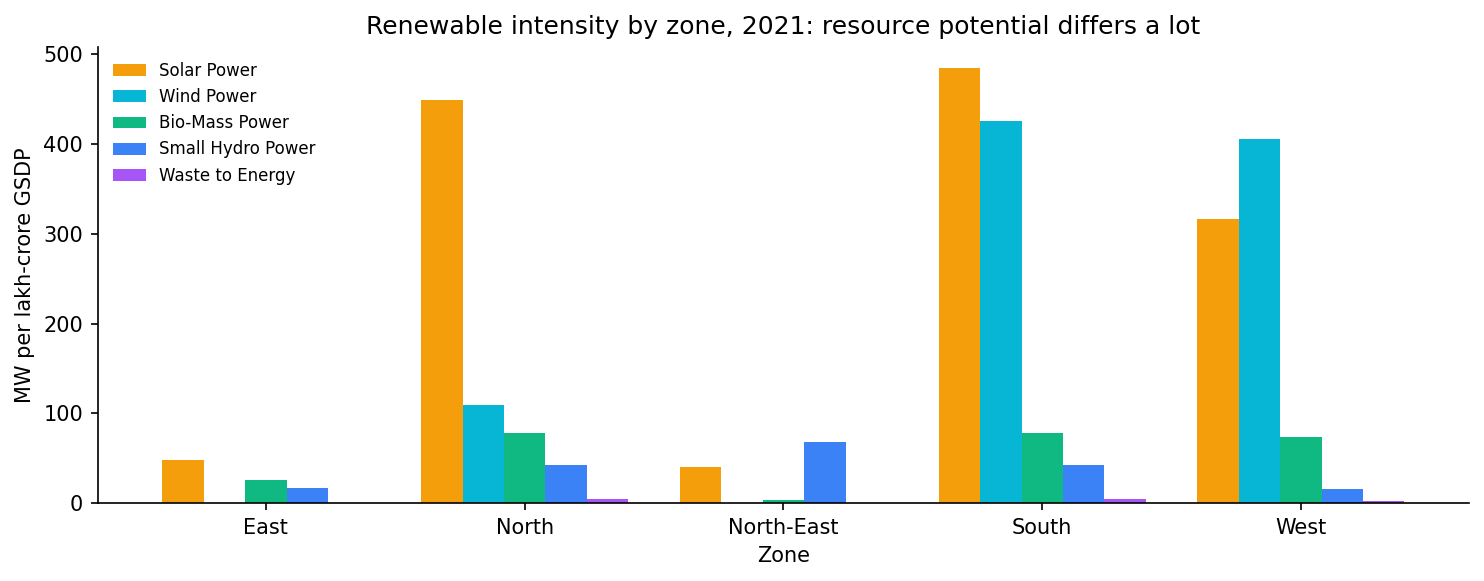 Renewable intensity by zone, 2021: resource potential differs a lot
MW per lakh-crore GSDP
500
400
300
200
100
0
Solar Power
Wind Power
Bio-Mass Power
Small Hydro Power
Waste to Energy
East
North
North-East
South
West
Zone